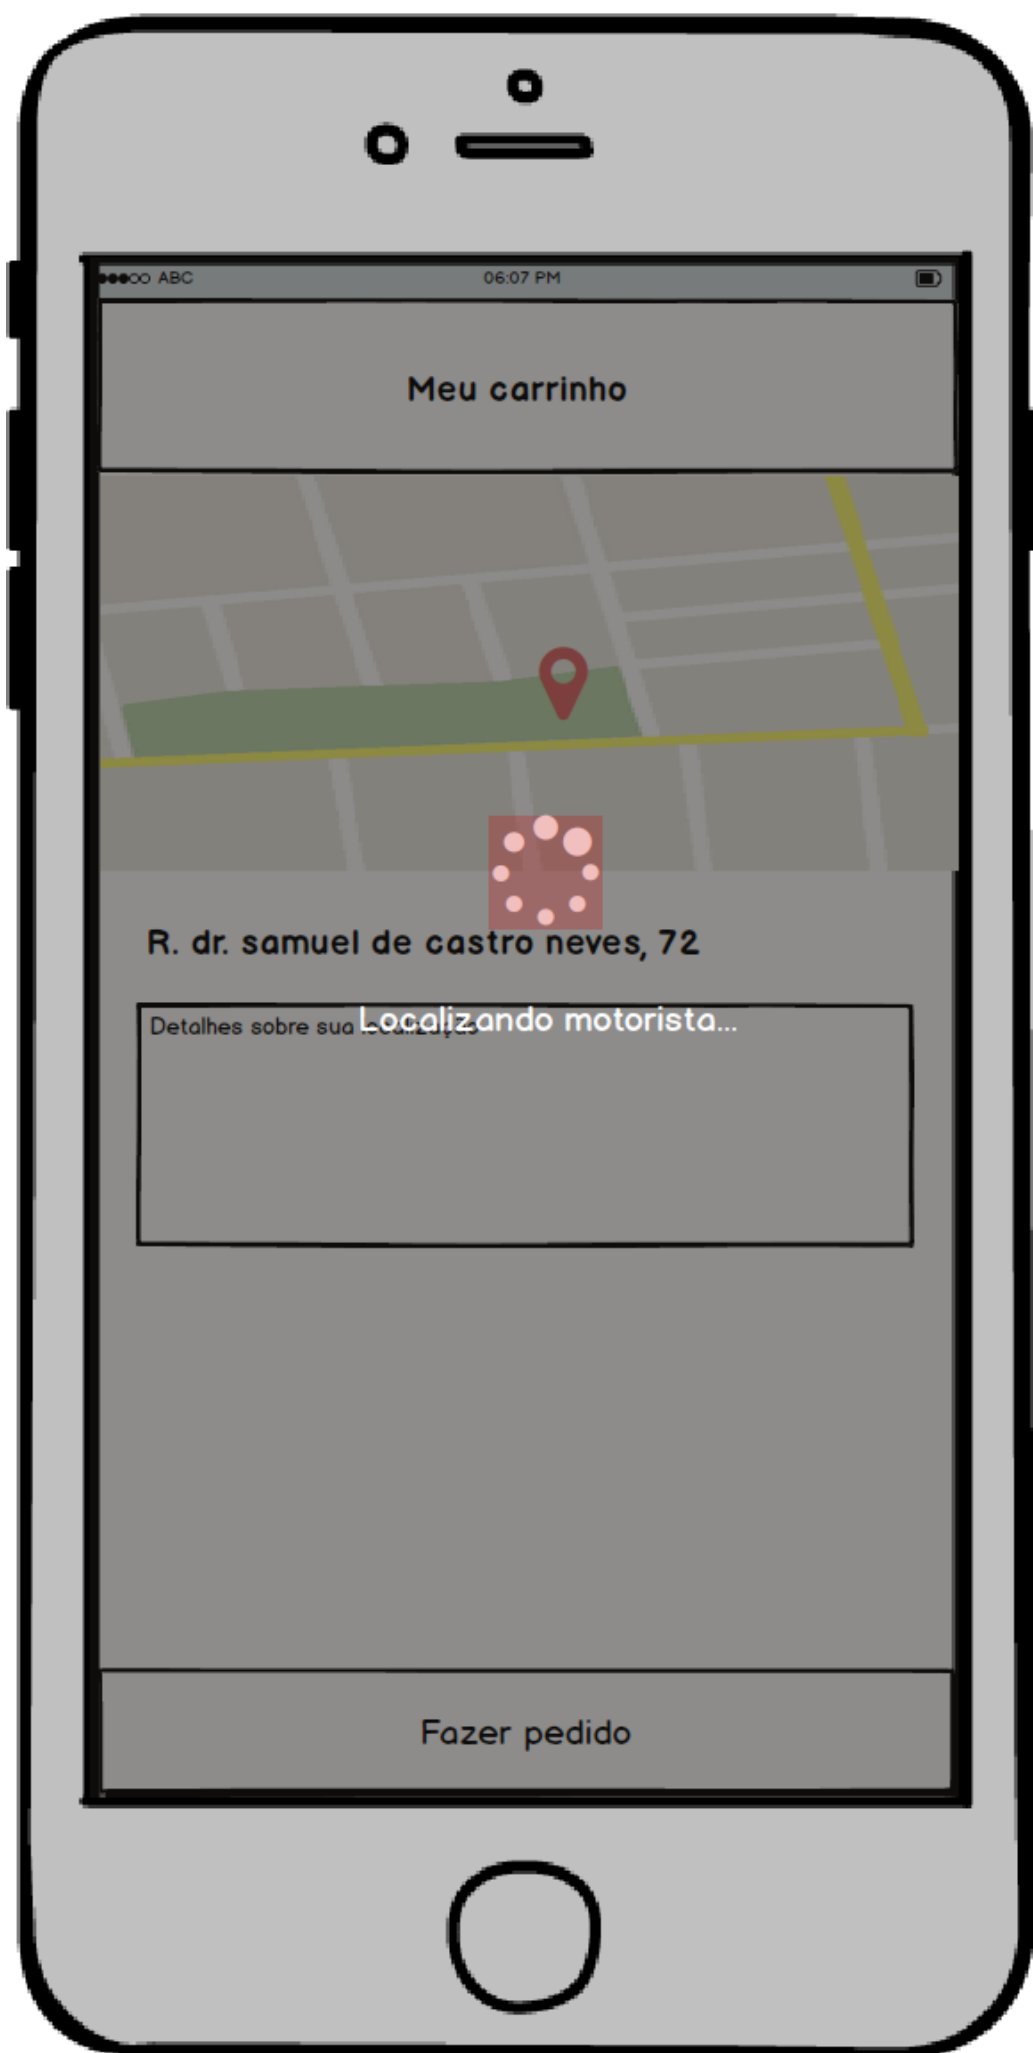 ABC 06:07 PM
Meu carrinho
R. dr. samuel de castro neves, 72
Localizando motorista...
Detalhes sobre sua localização
Fazer pedido